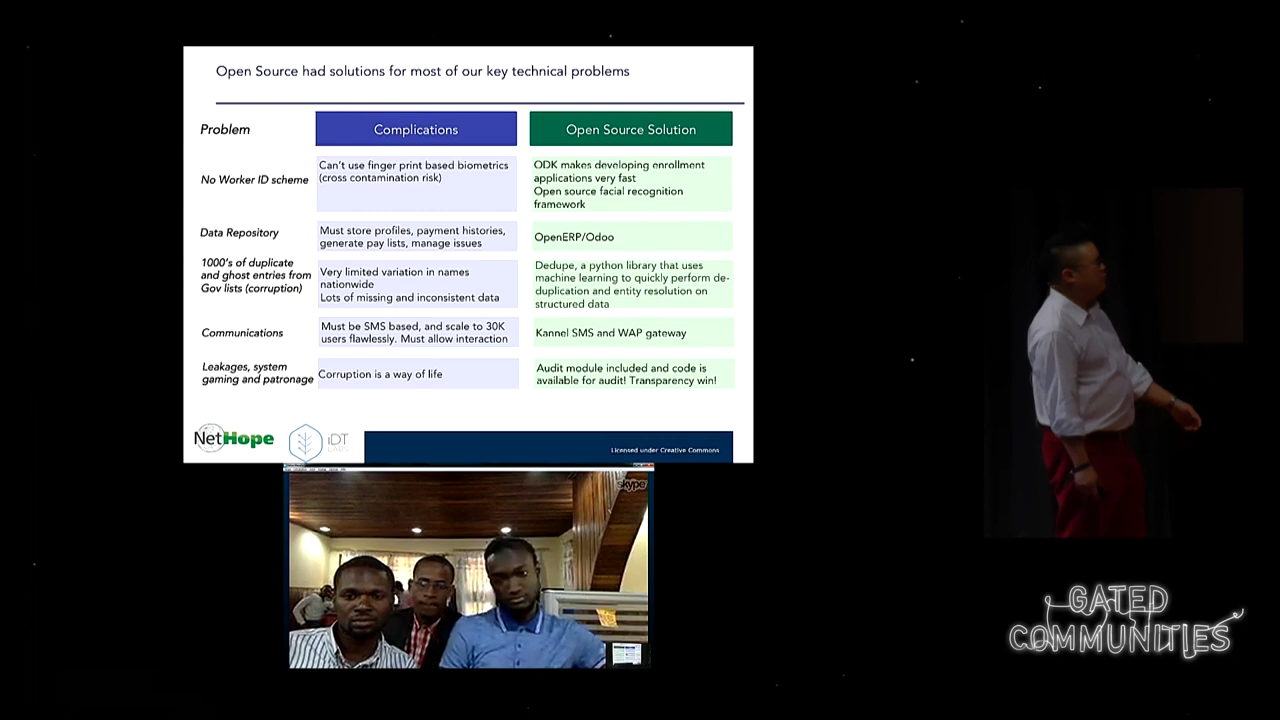 Open Source had solutions for most of our key technical problems
Problem
Complications
Open Source Solution
No Worker ID scheme
Can't use finger print based biometrics
(cross contamination risk)
ODK makes developing enrollment
applications very fast
Open source facial recognition
framework
Data Repository
Must store profiles, payment histories,
generate pay lists, manage issues
OpenERP/Odoo
1000's of duplicate
and ghost entries from
Gov lists (corruption)
Very limited variation in names
nationwide
Lots of missing and inconsistent data
Dedupe, a python library that uses
machine learning to quickly perform de-
duplication and entity resolution on
structured data
Communications
Must be SMS based, and scale to 30K
users flawlessly. Must allow interaction
Kannel SMS and WAP gateway
Leakages, system
gaming and patronage
Corruption is a way of life
Audit module included and code is
available for audit! Transparency win!
NetHope
iDT
LABS
Licensed under Creative Commons
skype
GATED
COMMUNITIES